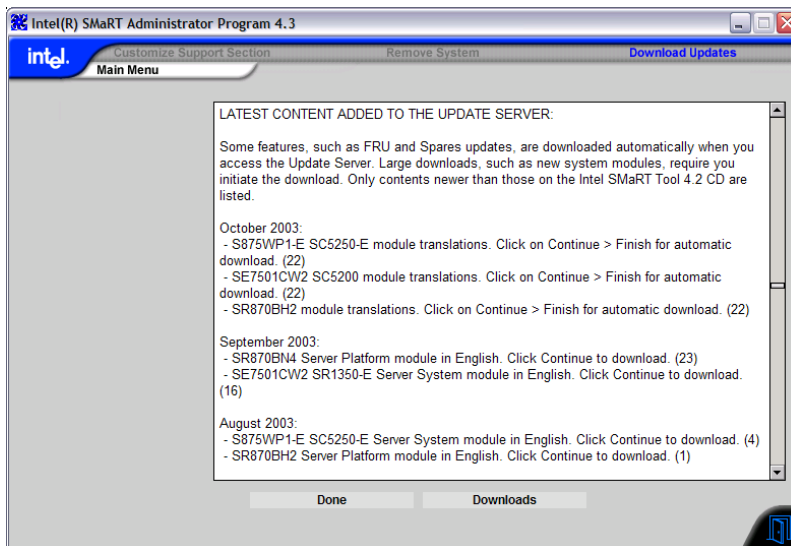 Intel(R) SMaRT Administrator Program 4.3
intel.
Customize Support Section
Remove System
Download Updates
Main Menu
LATEST CONTENT ADDED TO THE UPDATE SERVER:
Some features, such as FRU and Spares updates, are downloaded automatically when you
access the Update Server. Large downloads, such as new system modules, require you
initiate the download. Only contents newer than those on the Intel SMaRT Tool 4.2 CD are
listed.
October 2003:
- S875WP1-E SC5250-E module translations. Click on Continue > Finish for automatic
download. (22)
- SE7501CW2 SC5200 module translations. Click on Continue > Finish for automatic
download. (22)
- SR870BH2 module translations. Click on Continue > Finish for automatic download. (22)
September 2003:
- SR870BN4 Server Platform module in English. Click Continue to download. (23)
- SE7501CW2 SR1350-E Server System module in English. Click Continue to download.
(16)
August 2003:
- S875WP1-E SC5250-E Server System module in English. Click Continue to download. (4)
- SR870BH2 Server Platform module in English. Click Continue to download. (1)
Done
Downloads